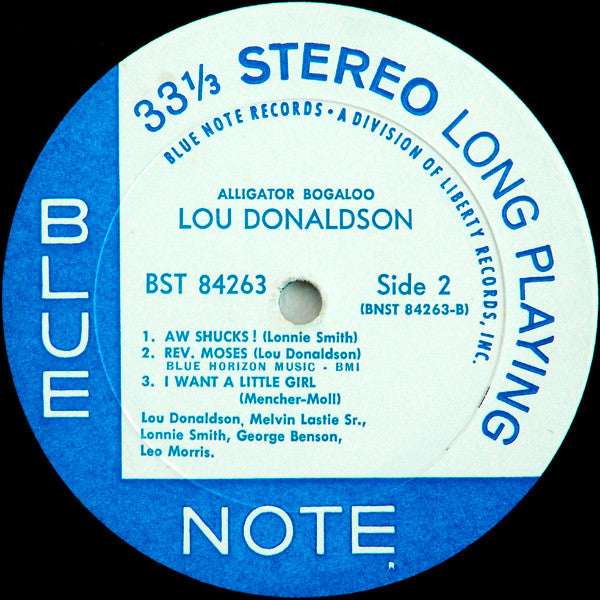 33⅓ STEREO LONG PLAYING
BLUE NOTE RECORDS • A DIVISION OF LIBERTY RECORDS, INC.
ALLIGATOR BOGALOO
LOU DONALDSON
BST 84263
Side 2
(BNST 84263-B)
1. AW SHUCKS! (Lonnie Smith)
2. REV. MOSES (Lou Donaldson)
BLUE HORIZON MUSIC - BMI
3. I WANT A LITTLE GIRL
(Mencher-Moll)
Lou Donaldson, Melvin Lastie Sr.,
Lonnie Smith, George Benson,
Leo Morris.
BLUE
NOTE